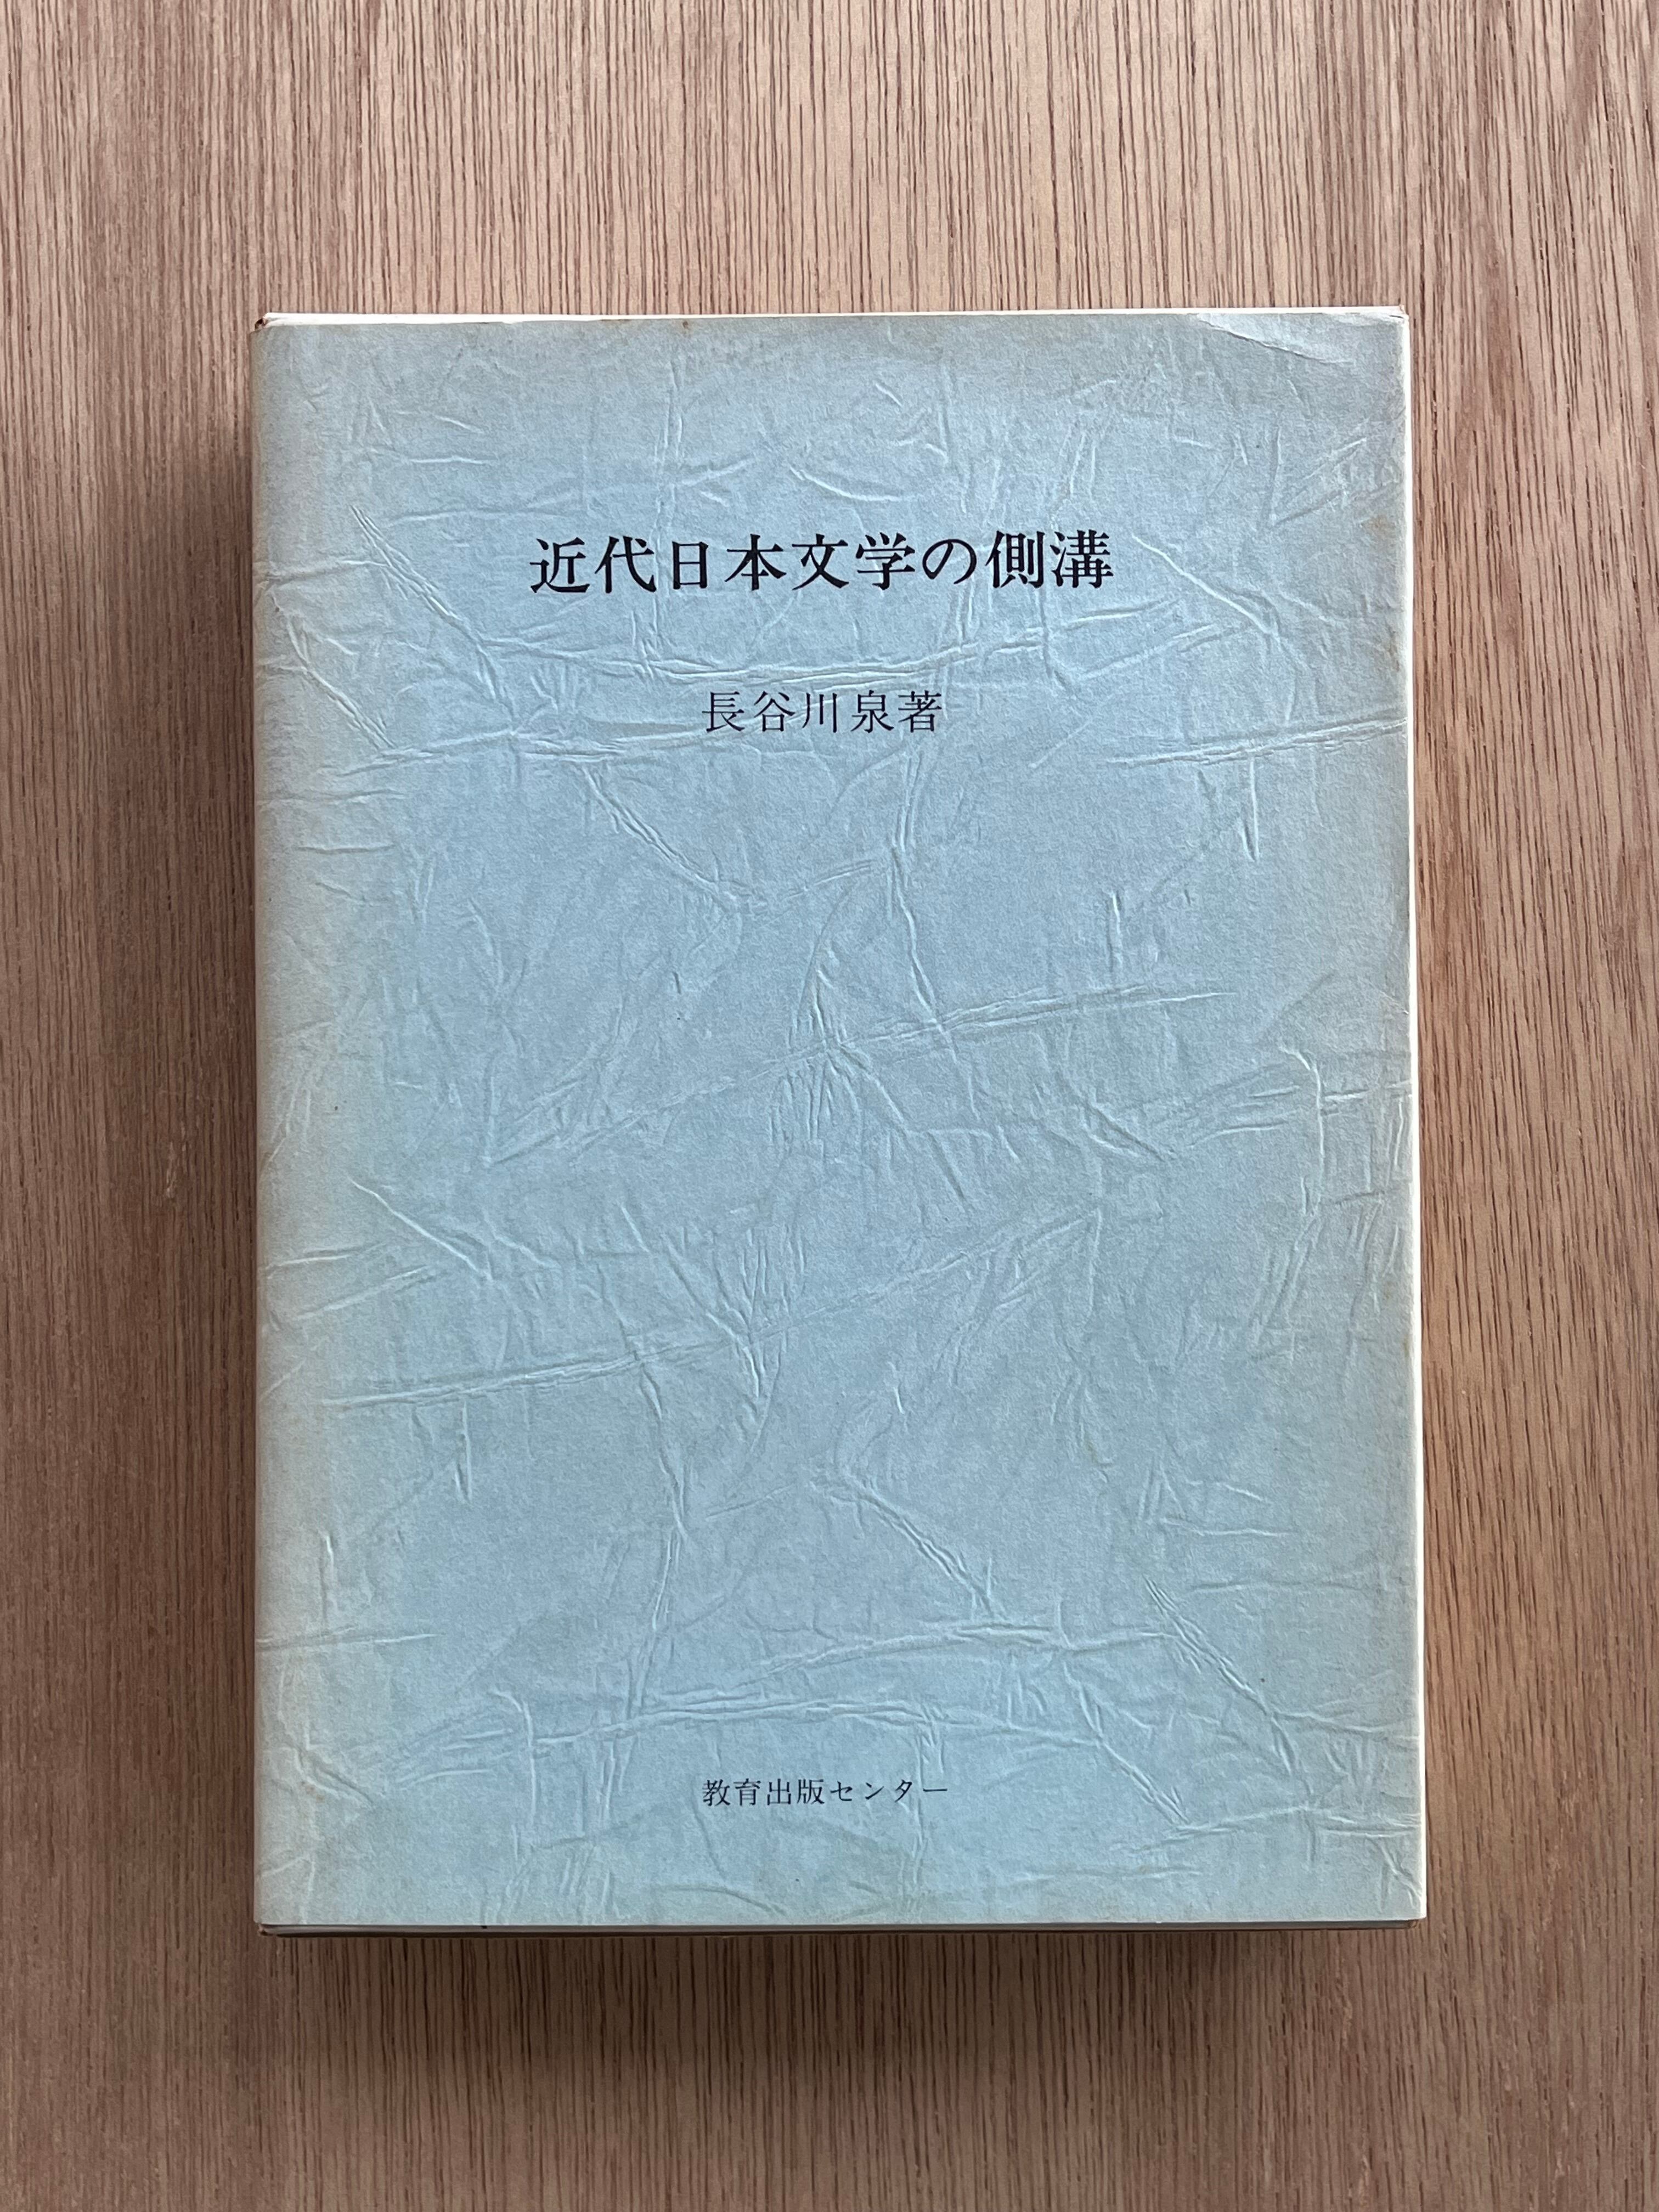 近代日本文学の側溝
長谷川泉著
教育出版センター